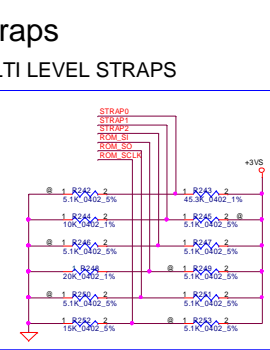 raps
LTI LEVEL STRAPS
STRAP0
STRAP1
STRAP2
ROM_SI
ROM_SO
ROM_SCLK
+3VS
@ 1 R242 2
5.1K_0402_5%
1 R243 2
45.3K_0402_1%
1 R244 2
10K_0402_1%
1 R245 2 @
5.1K_0402_5%
@ 1 R246 2
5.1K_0402_5%
1 R247 2
5.1K_0402_5%
1 R248 2
20K_0402_1%
@ 1 R249 2
5.1K_0402_5%
@ 1 R250 2
5.1K_0402_5%
1 R251 2
5.1K_0402_5%
1 R252 2
15K_0402_5%
@ 1 R253 2
5.1K_0402_5%